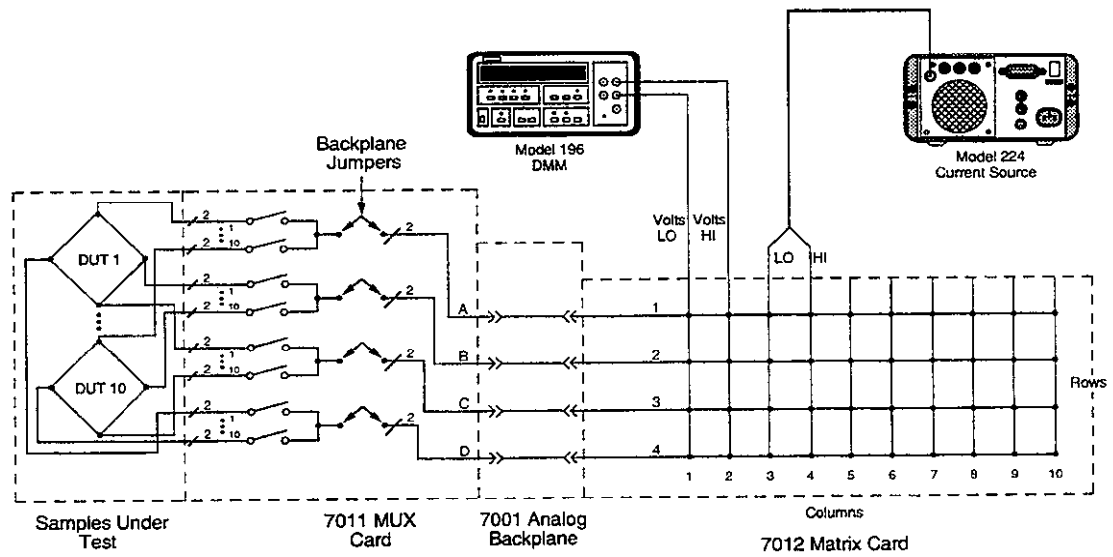 Model 196
DMM
Model 224
Current Source
Backplane
Jumpers
Volts
LO
Volts
HI
LO
HI
DUT 1
DUT 10
2
1
10
2
2
2
1
10
2
2
2
1
10
2
2
2
1
10
2
2
A
B
C
D
1
2
3
4
Rows
1 2 3 4 5 6 7 8 9 10
Columns
Samples Under
Test
7011 MUX
Card
7001 Analog
Backplane
7012 Matrix Card